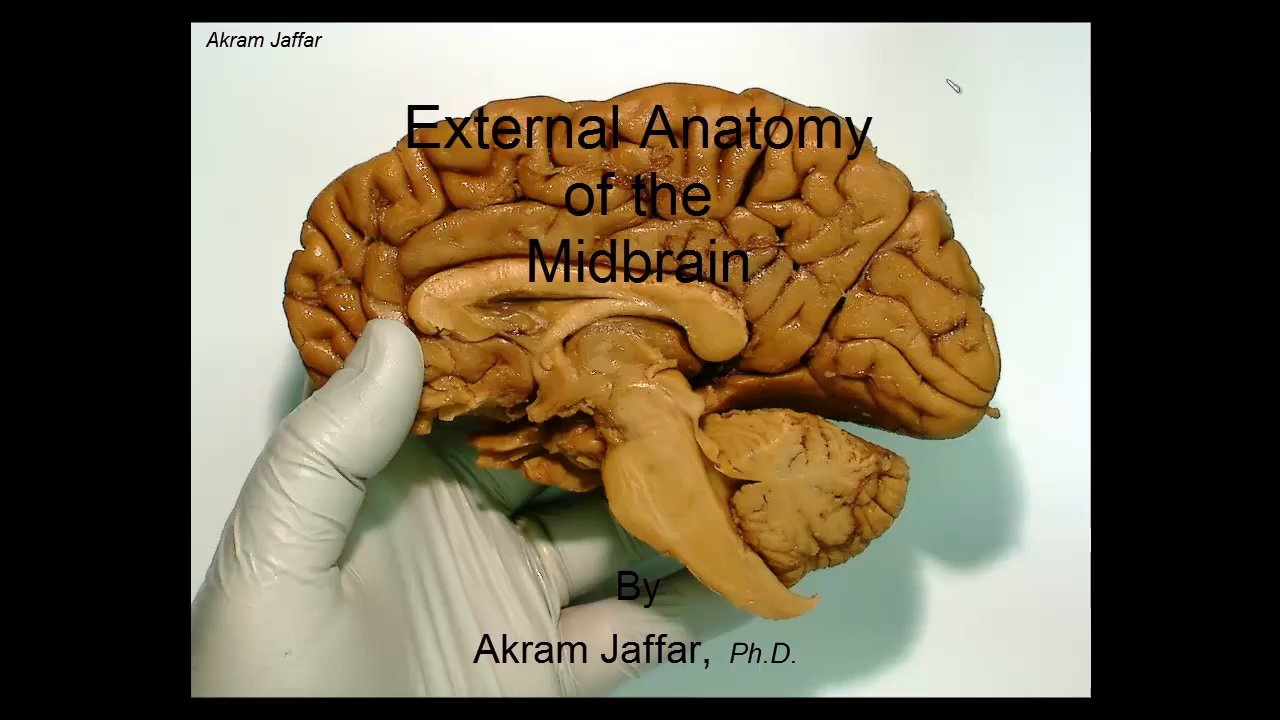 Akram Jaffar
External Anatomy
of the
Midbrain
By
Akram Jaffar, Ph.D.